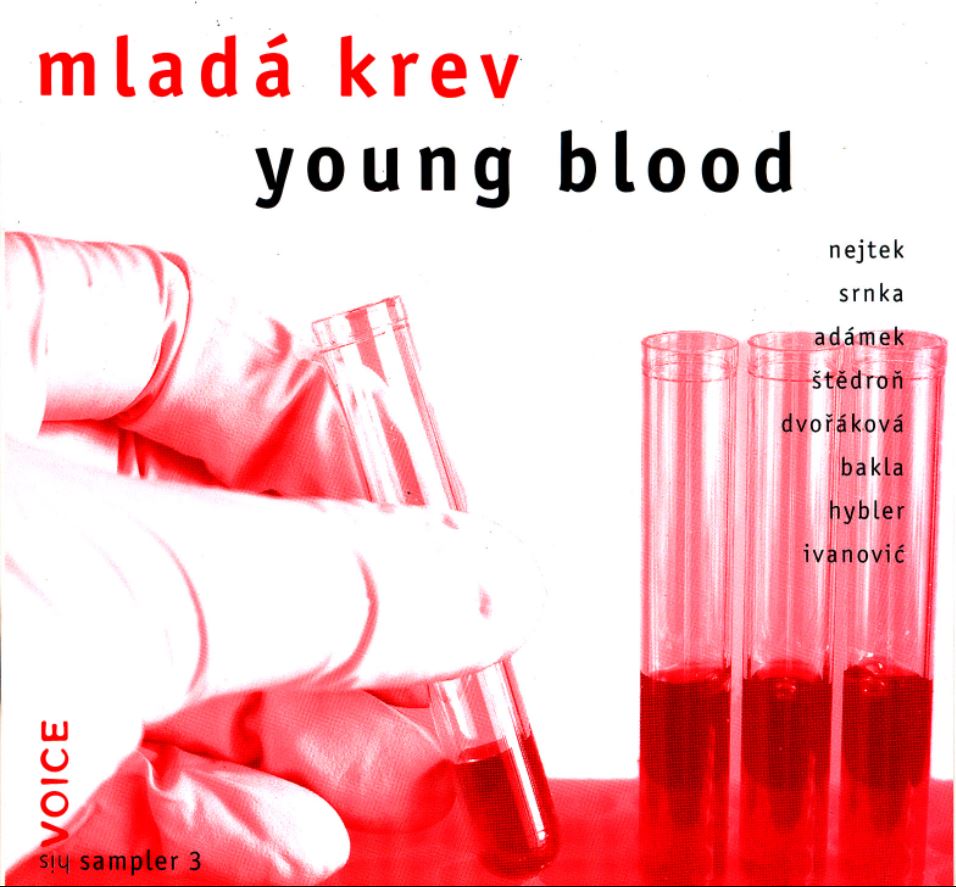 mladá krev
young blood
nejtek
srnka
adámek
štědroň
dvořáková
bakla
hybler
ivanović
VOICE
his sampler 3